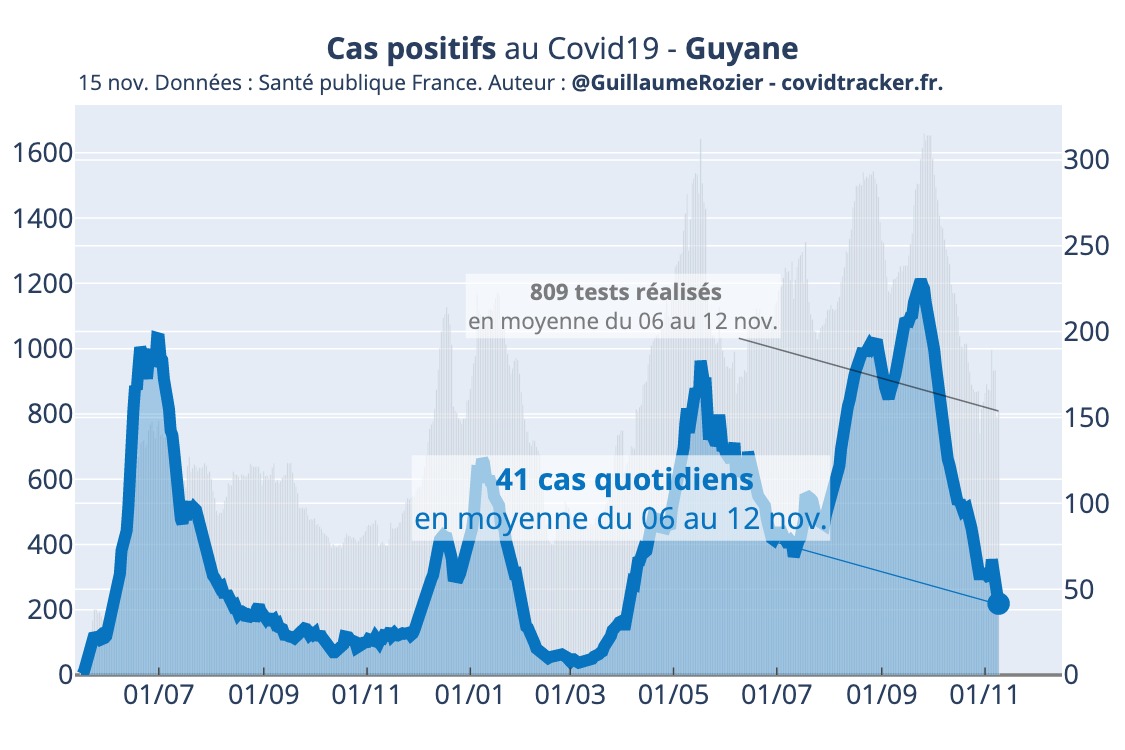 Cas positifs au Covid19 - Guyane
15 nov. Données : Santé publique France. Auteur : @GuillaumeRozier - covidtracker.fr.
1600
1400
1200
1000
800
600
400
200
0
300
250
200
150
100
50
0
809 tests réalisés
en moyenne du 06 au 12 nov.
41 cas quotidiens
en moyenne du 06 au 12 nov.
01/07 01/09 01/11 01/01 01/03 01/05 01/07 01/09 01/11